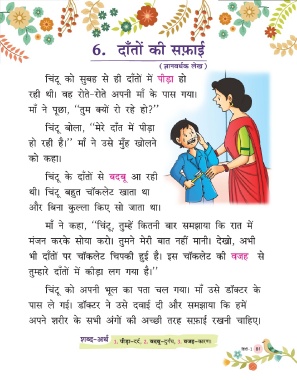 6. दाँतों की सफ़ाई
( ज्ञानवर्धक लेख )
चिंटू को सुबह से ही दाँतों में पीड़ा हो
रही थी। वह रोते-रोते अपनी माँ के पास गया।
माँ ने पूछा, “तुम क्यों रो रहे हो?”
चिंटू बोला, “मेरे दाँत में पीड़ा
हो रही है।” माँ ने उसे मुँह खोलने
को कहा।
चिंटू के दाँतों से बदबू आ रही
थी। चिंटू बहुत चॉकलेट खाता था
और बिना कुल्ला किए सो जाता था।
माँ ने कहा, “चिंटू, तुम्हें कितनी बार समझाया कि रात में
मंजन करके सोया करो। तुमने मेरी बात नहीं मानी। देखो, अभी
भी दाँतों पर चॉकलेट चिपकी हुई है। इस चॉकलेट की वजह से
तुम्हारे दाँतों में कीड़ा लग गया है।”
चिंटू को अपनी भूल का पता चल गया। माँ उसे डॉक्टर के
पास ले गई। डॉक्टर ने उसे दवाई दी और समझाया कि हमें
अपने शरीर के सभी अंगों की अच्छी तरह सफ़ाई रखनी चाहिए।
शब्द-अर्थ 1. पीड़ा-दर्द, 2. बदबू-दुर्गंध, 3. वजह-कारण।